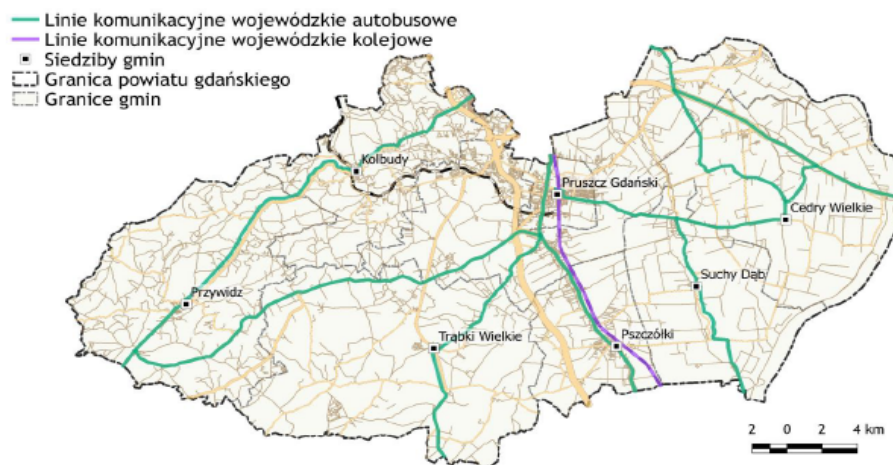 Linie komunikacyjne wojewódzkie autobusowe
Linie komunikacyjne wojewódzkie kolejowe
Siedziby gmin
Granica powiatu gdańskiego
Granice gmin
Kolbudy
Pruszcz Gdański
Cedry Wielkie
Suchy Dąb
Przywidz
Trąbki Wielkie
Pszczółki
2 0 2 4 km